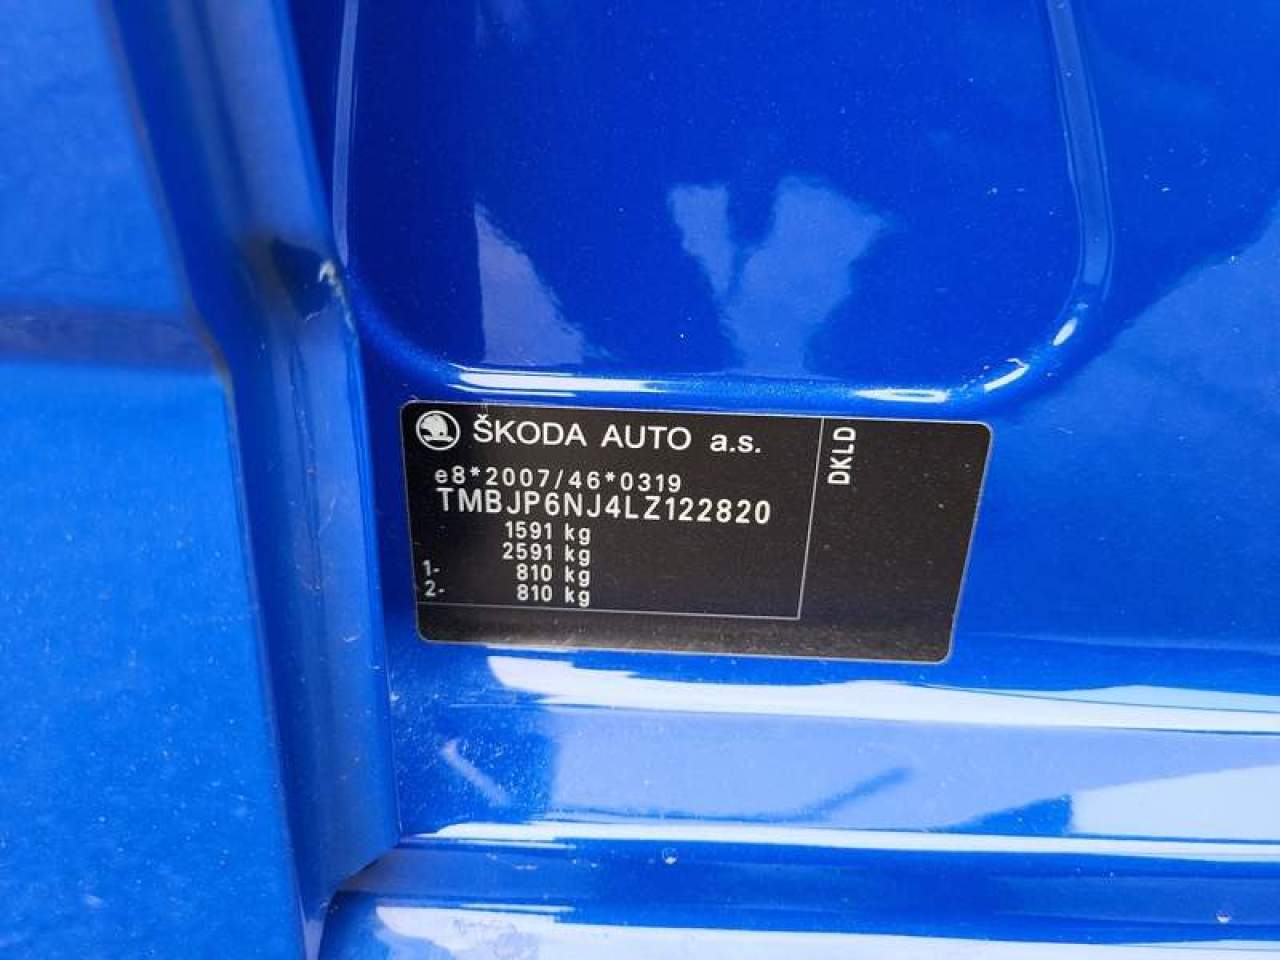 ŠKODA AUTO a.s.
e8*2007/46*0319
TMBJP6NJ4LZ122820
1591 kg
2591 kg
1- 810 kg
2- 810 kg
DKLD